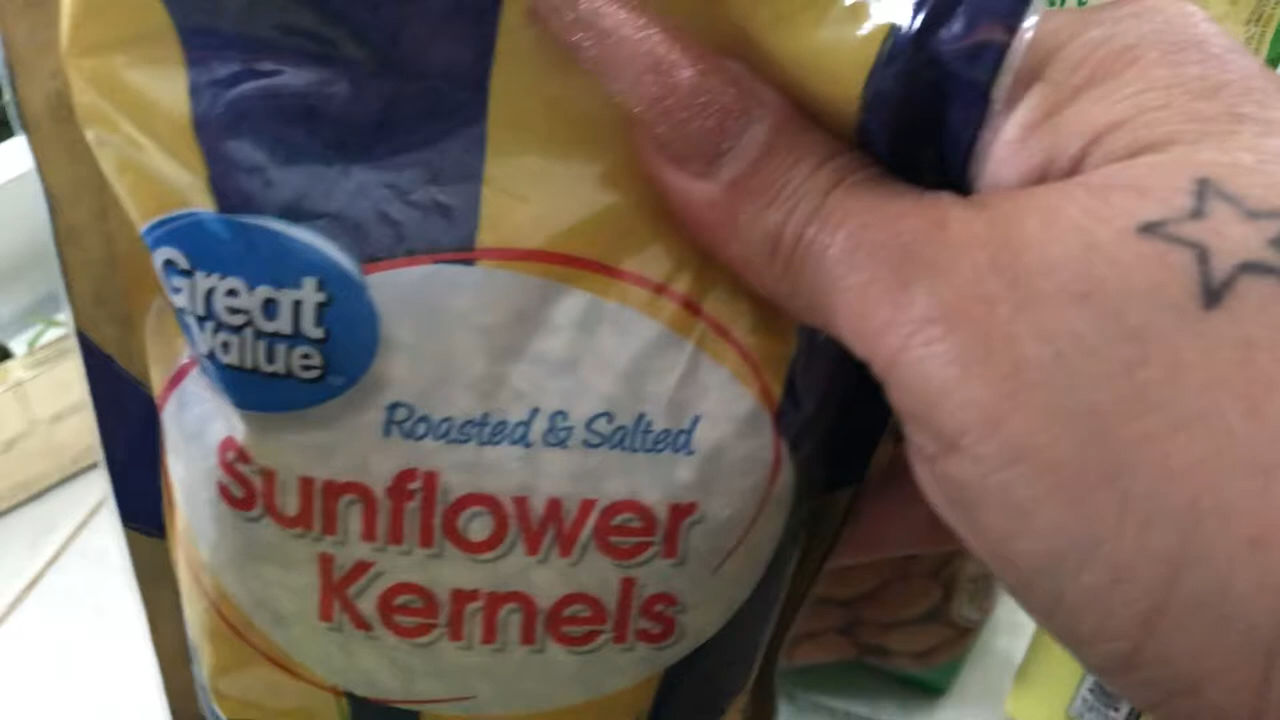 Great
Value
Roasted & Salted
Sunflower
Kernels